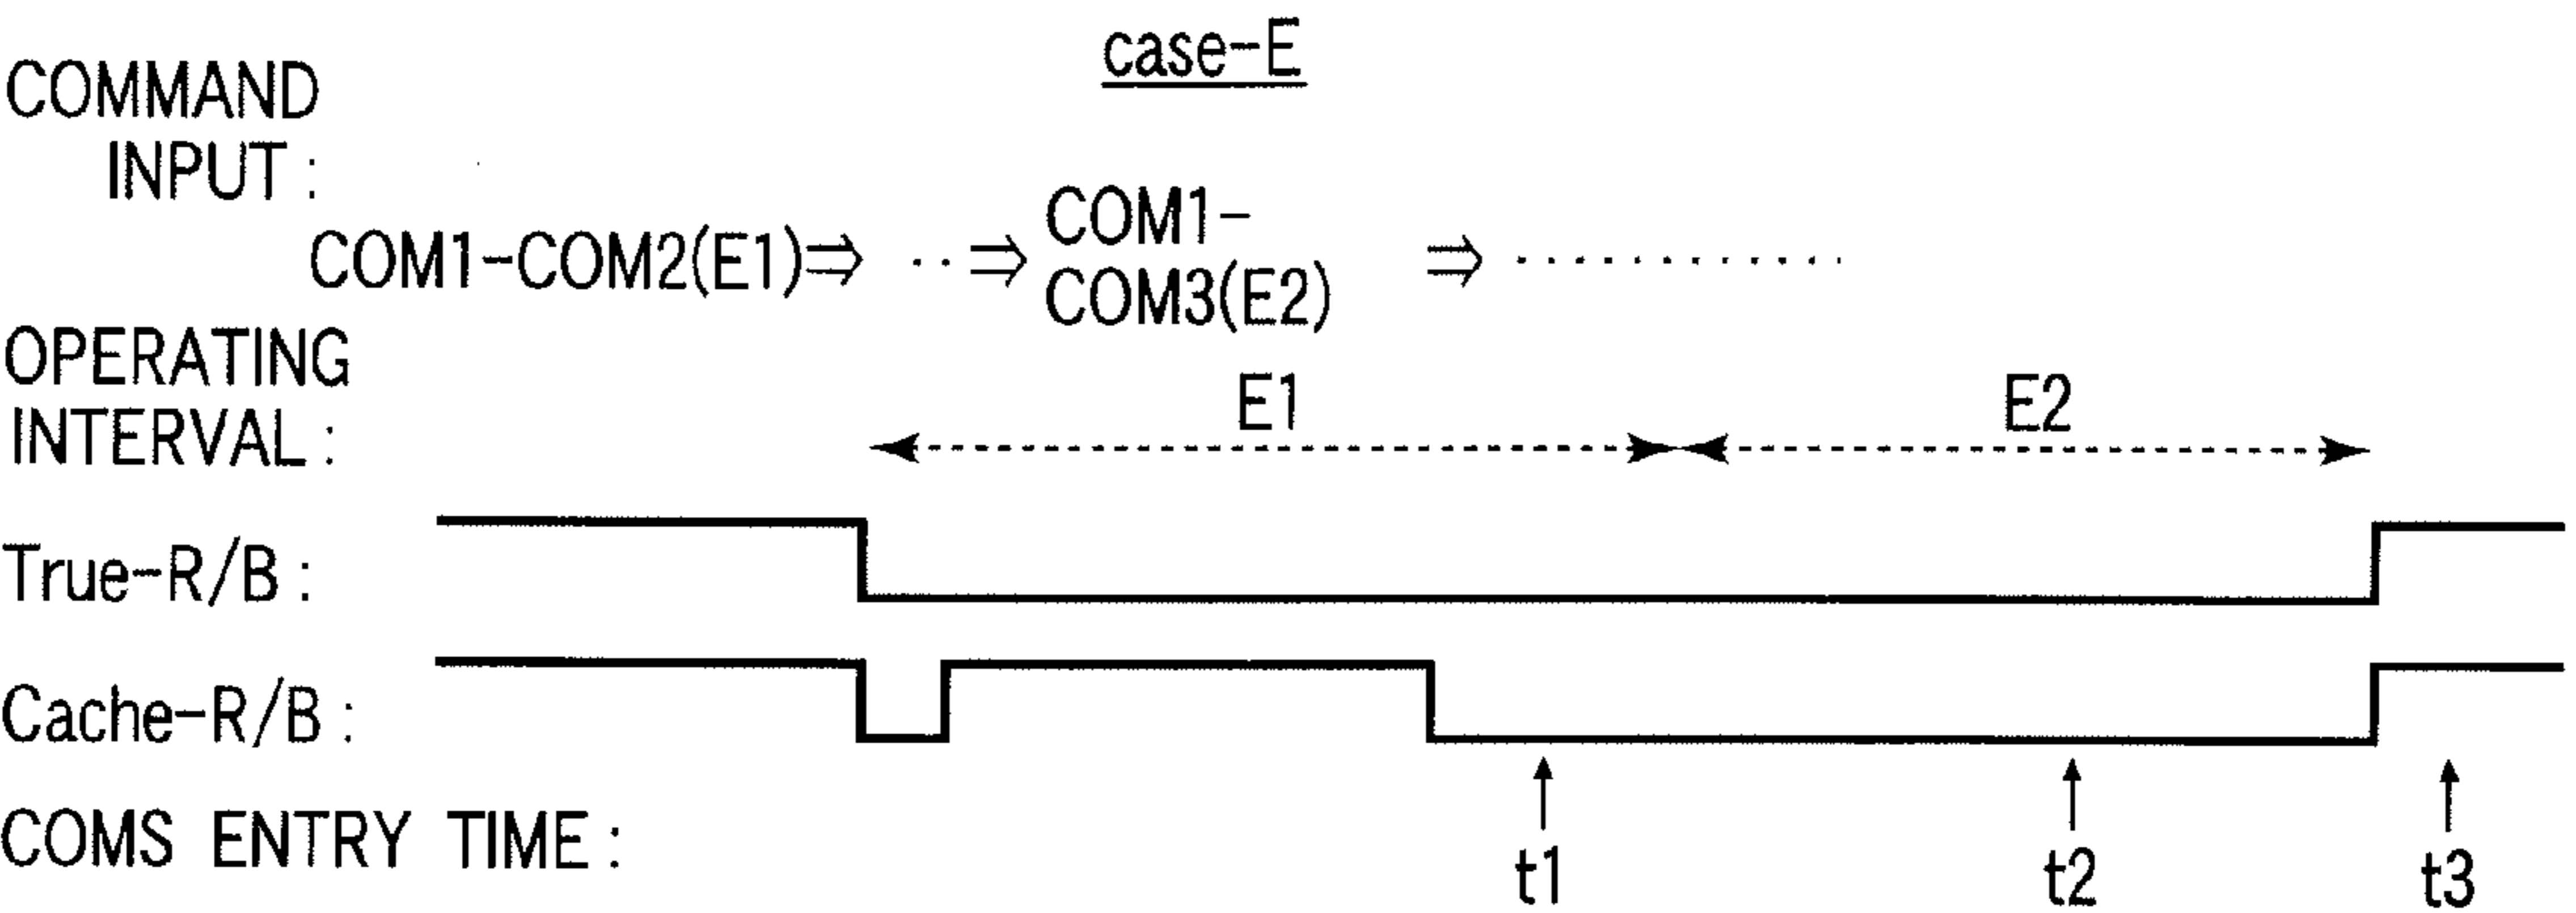 case-E
COMMAND
INPUT :
COM1-COM2(E1)⇒ ‥⇒ COM1-
COM3(E2) ⇒ ............
OPERATING
INTERVAL :
E1 E2
True-R/B :
Cache-R/B :
COMS ENTRY TIME :
t1 t2 t3